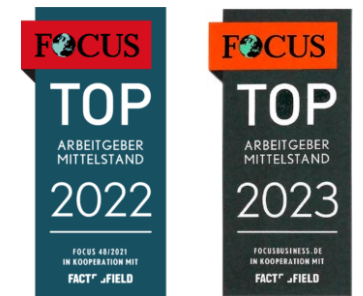 FOCUS
TOP
ARBEITGEBER
MITTELSTAND
2022
FOCUS 48/2021
IN KOOPERATION MIT
FACTFIELD
FOCUS
TOP
ARBEITGEBER
MITTELSTAND
2023
FOCUSBUSINESS.DE
IN KOOPERATION MIT
FACTFIELD